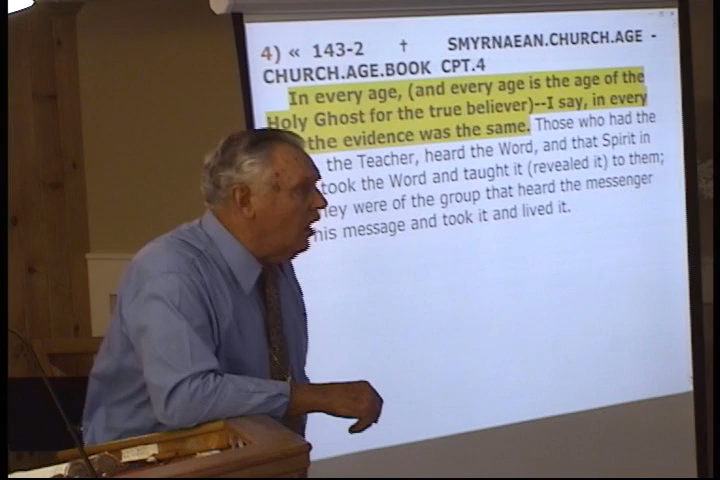 4) « 143-2 † SMYRNAEAN.CHURCH.AGE -
CHURCH.AGE.BOOK CPT.4
In every age, (and every age is the age of the
Holy Ghost for the true believer)--I say, in every
the evidence was the same. Those who had the
the Teacher, heard the Word, and that Spirit in
took the Word and taught it (revealed it) to them;
were of the group that heard the messenger
his message and took it and lived it.